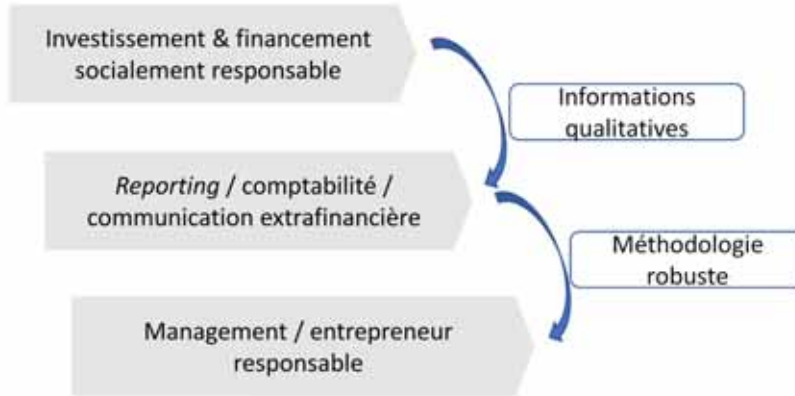 Investissement & financement
socialement responsable
Informations
qualitatives
Reporting / comptabilité /
communication extrafinancière
Méthodologie
robuste
Management / entrepreneur
responsable